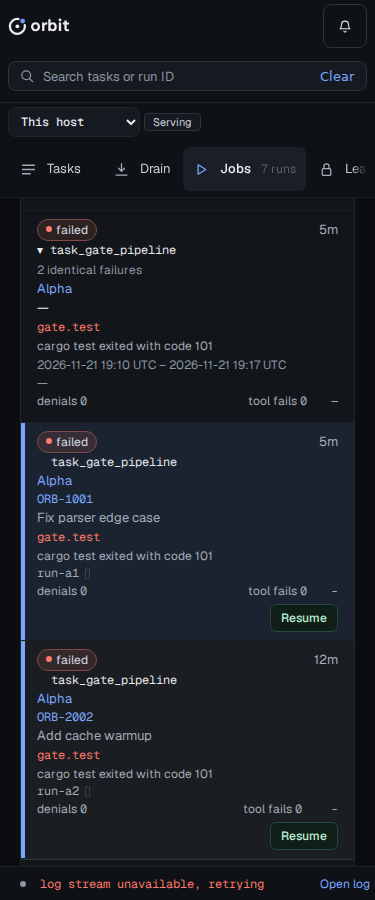 orbit
Search tasks or run ID Clear
This host Serving
Tasks Drain Jobs 7 runs Lea
failed 5m
▼ task_gate_pipeline
2 identical failures
Alpha
—
gate.test
cargo test exited with code 101
2026-11-21 19:10 UTC – 2026-11-21 19:17 UTC
—
denials 0 tool fails 0 —
failed 5m
task_gate_pipeline
Alpha
ORB-1001
Fix parser edge case
gate.test
cargo test exited with code 101
run-a1
denials 0 tool fails 0 -
Resume
failed 12m
task_gate_pipeline
Alpha
ORB-2002
Add cache warmup
gate.test
cargo test exited with code 101
run-a2
denials 0 tool fails 0 -
Resume
log stream unavailable, retrying Open log